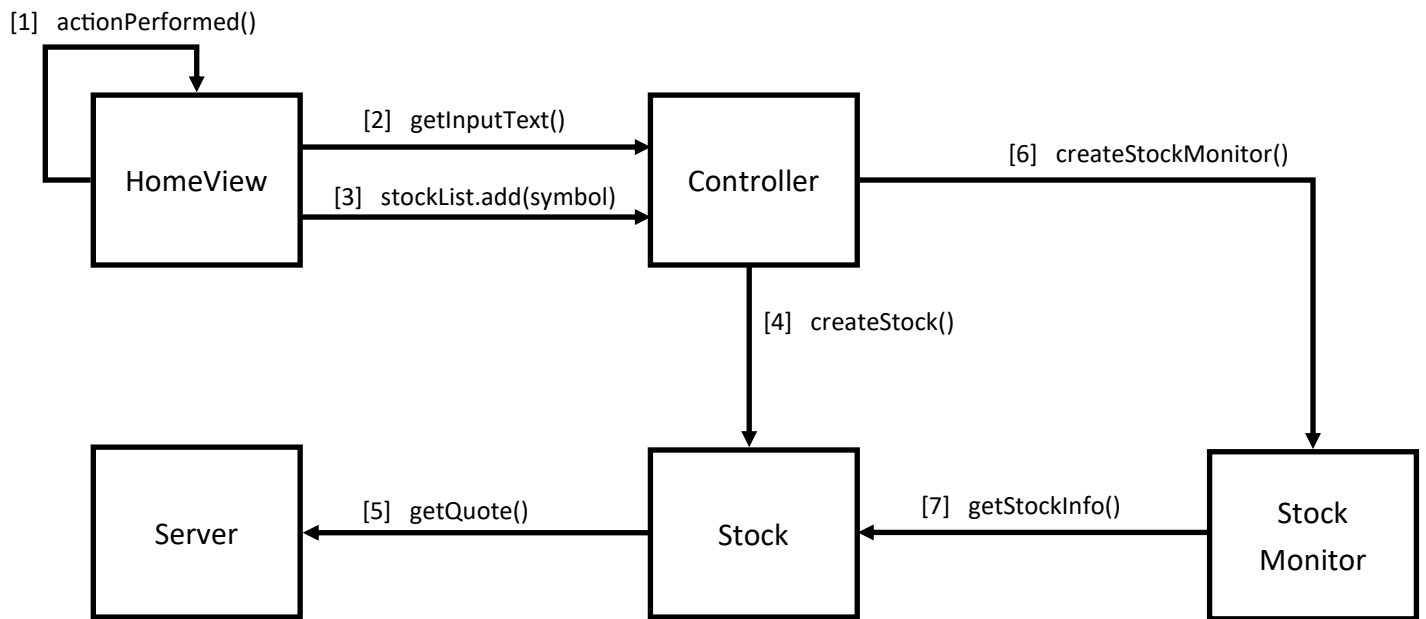 [1] actionPerformed()
[2] getInputText()
[6] createStockMonitor()
HomeView
Controller
[3] stockList.add(symbol)
[4] createStock()
[5] getQuote()
[7] getStockInfo()
Server
Stock
Stock
Monitor